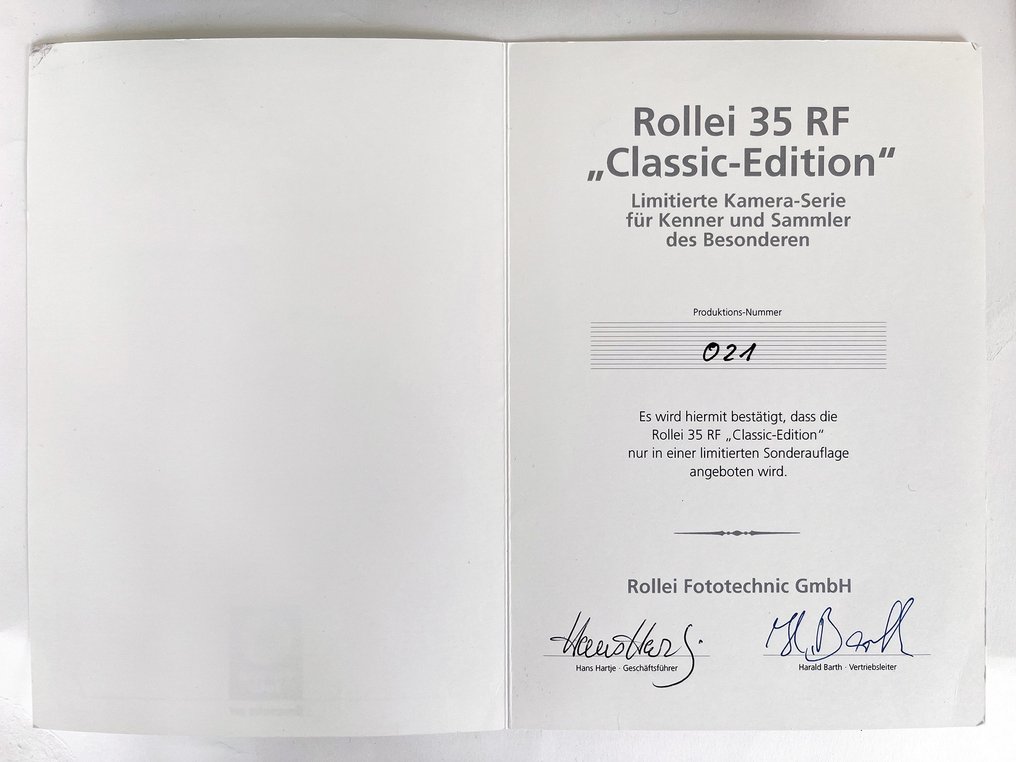 Rollei 35 RF
„Classic-Edition“
Limitierte Kamera-Serie
für Kenner und Sammler
des Besonderen
Produktions-Nummer
021
Es wird hiermit bestätigt, dass die
Rollei 35 RF „Classic-Edition“
nur in einer limitierten Sonderauflage
angeboten wird.
Rollei Fototechnic GmbH
Hans Hartje · Geschäftsführer
H. Barth
Harald Barth · Vertriebsleiter